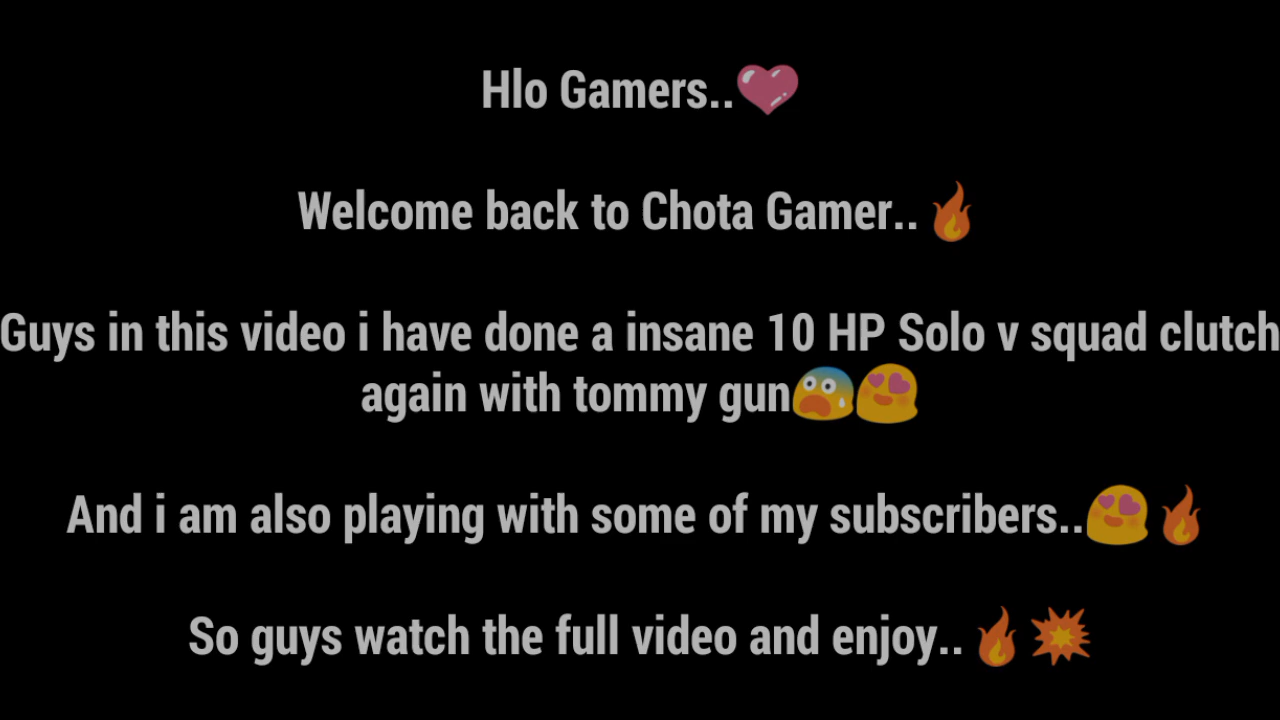 Hlo Gamers..💖
Welcome back to Chota Gamer.. 🔥
Guys in this video i have done a insane 10 HP Solo v squad clutch
again with tommy gun😨😍
And i am also playing with some of my subscribers..😍🔥
So guys watch the full video and enjoy.. 🔥💥